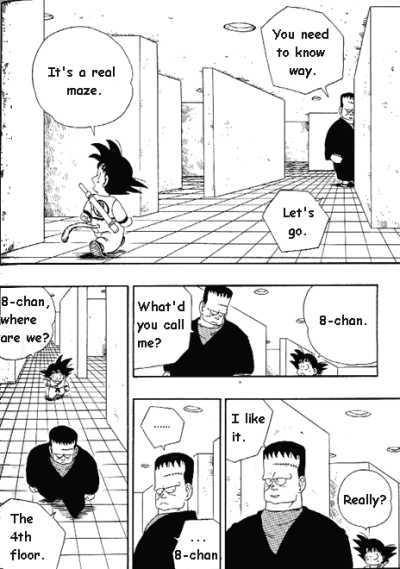 It's a real
maze.
You need
to know
way.
Let's
go.
8-chan,
where
are we?
The
4th
floor.
What'd
you call
me?
8-chan.
......
...
8-chan
I like
it.
Really?